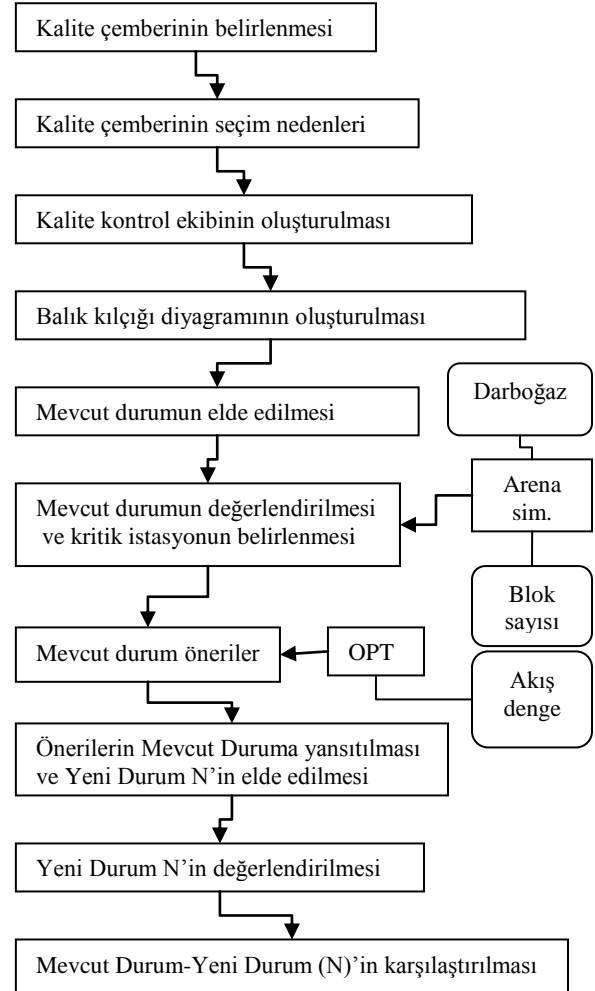 Kalite çemberinin belirlenmesi
Kalite çemberinin seçim nedenleri
Kalite kontrol ekibinin oluşturulması
Balık kılçığı diyagramının oluşturulması
Mevcut durumun elde edilmesi
Darboğaz
Mevcut durumun değerlendirilmesi
ve kritik istasyonun belirlenmesi
Arena
sim.
Blok
sayısı
Mevcut durum öneriler
OPT
Akış
denge
Önerilerin Mevcut Duruma yansıtılması
ve Yeni Durum N’in elde edilmesi
Yeni Durum N’in değerlendirilmesi
Mevcut Durum-Yeni Durum (N)’in karşılaştırılması